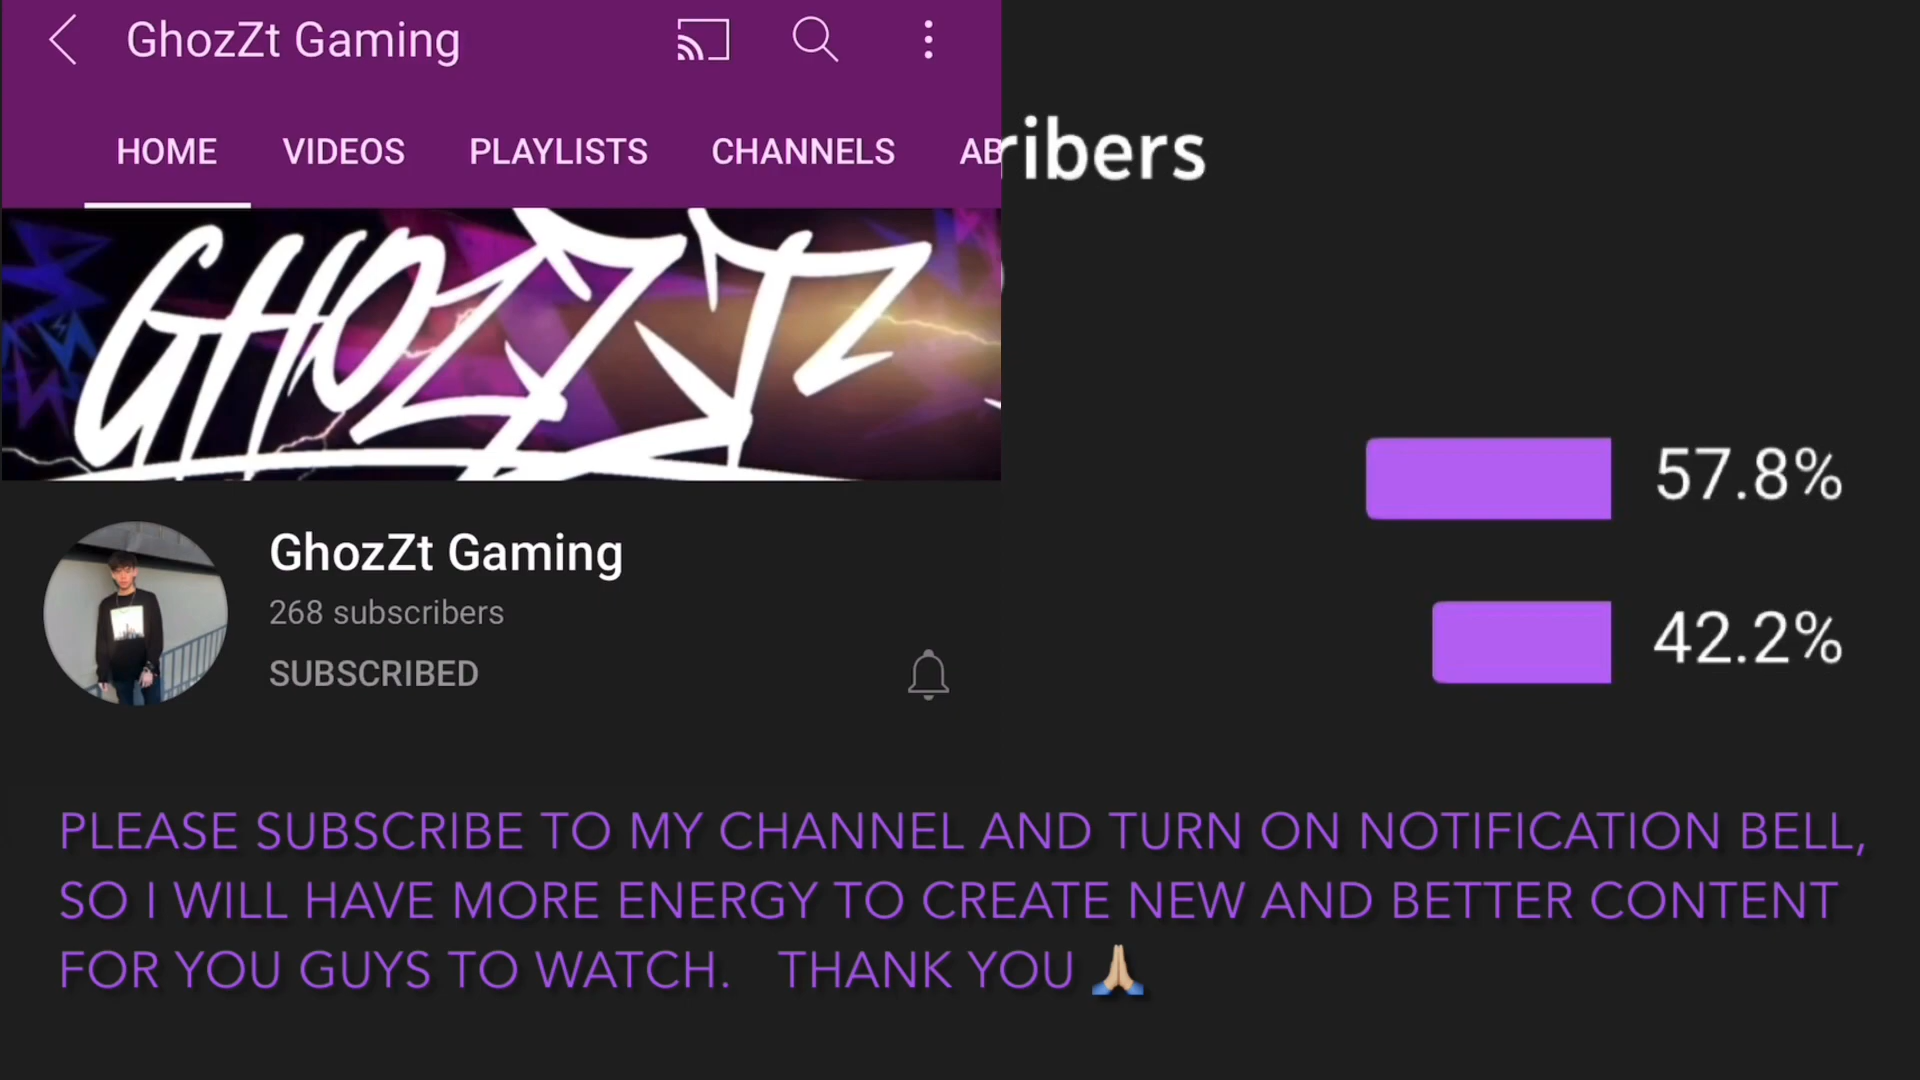 GhozZt Gaming
HOME VIDEOS PLAYLISTS CHANNELS AB
ribers
GHOZZTZ
57.8%
GhozZt Gaming
268 subscribers
42.2%
SUBSCRIBED
PLEASE SUBSCRIBE TO MY CHANNEL AND TURN ON NOTIFICATION BELL,
SO I WILL HAVE MORE ENERGY TO CREATE NEW AND BETTER CONTENT
FOR YOU GUYS TO WATCH. THANK YOU 🙏🏼